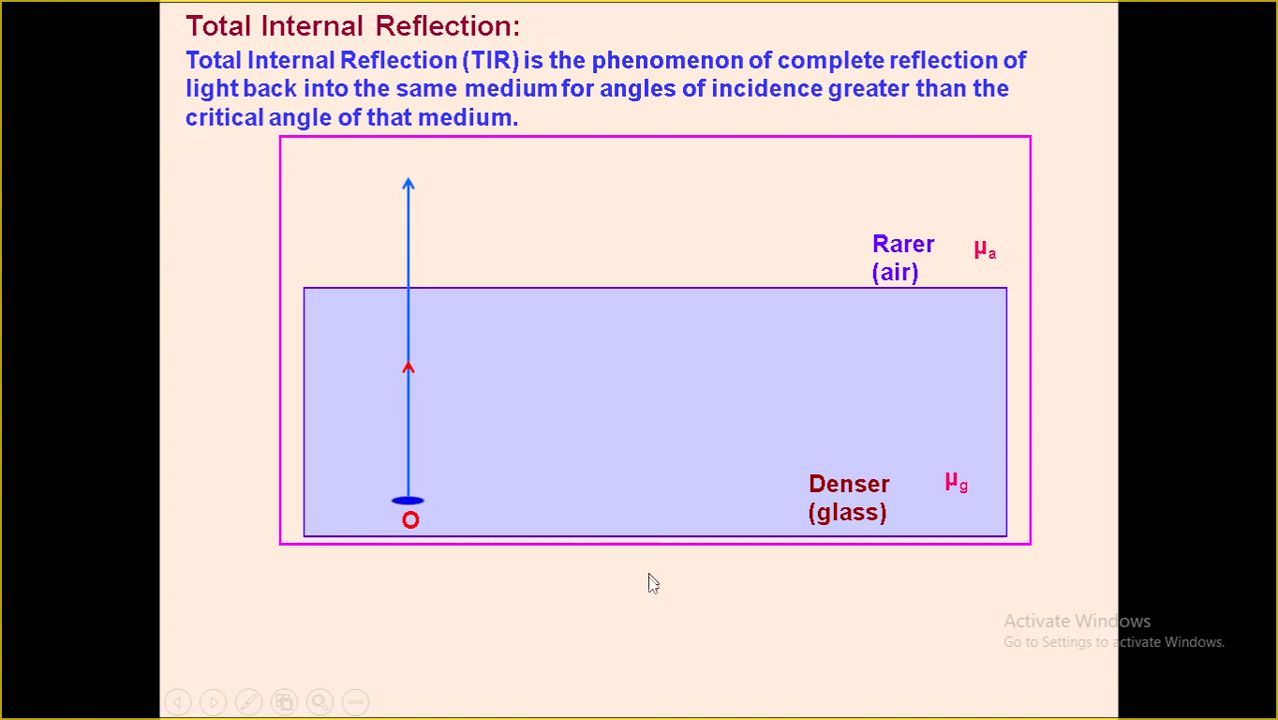 Total Internal Reflection:
Total Internal Reflection (TIR) is the phenomenon of complete reflection of
light back into the same medium for angles of incidence greater than the
critical angle of that medium.
Rarer μa
(air)
Denser μg
(glass)
O
Activate Windows
Go to Settings to activate Windows.